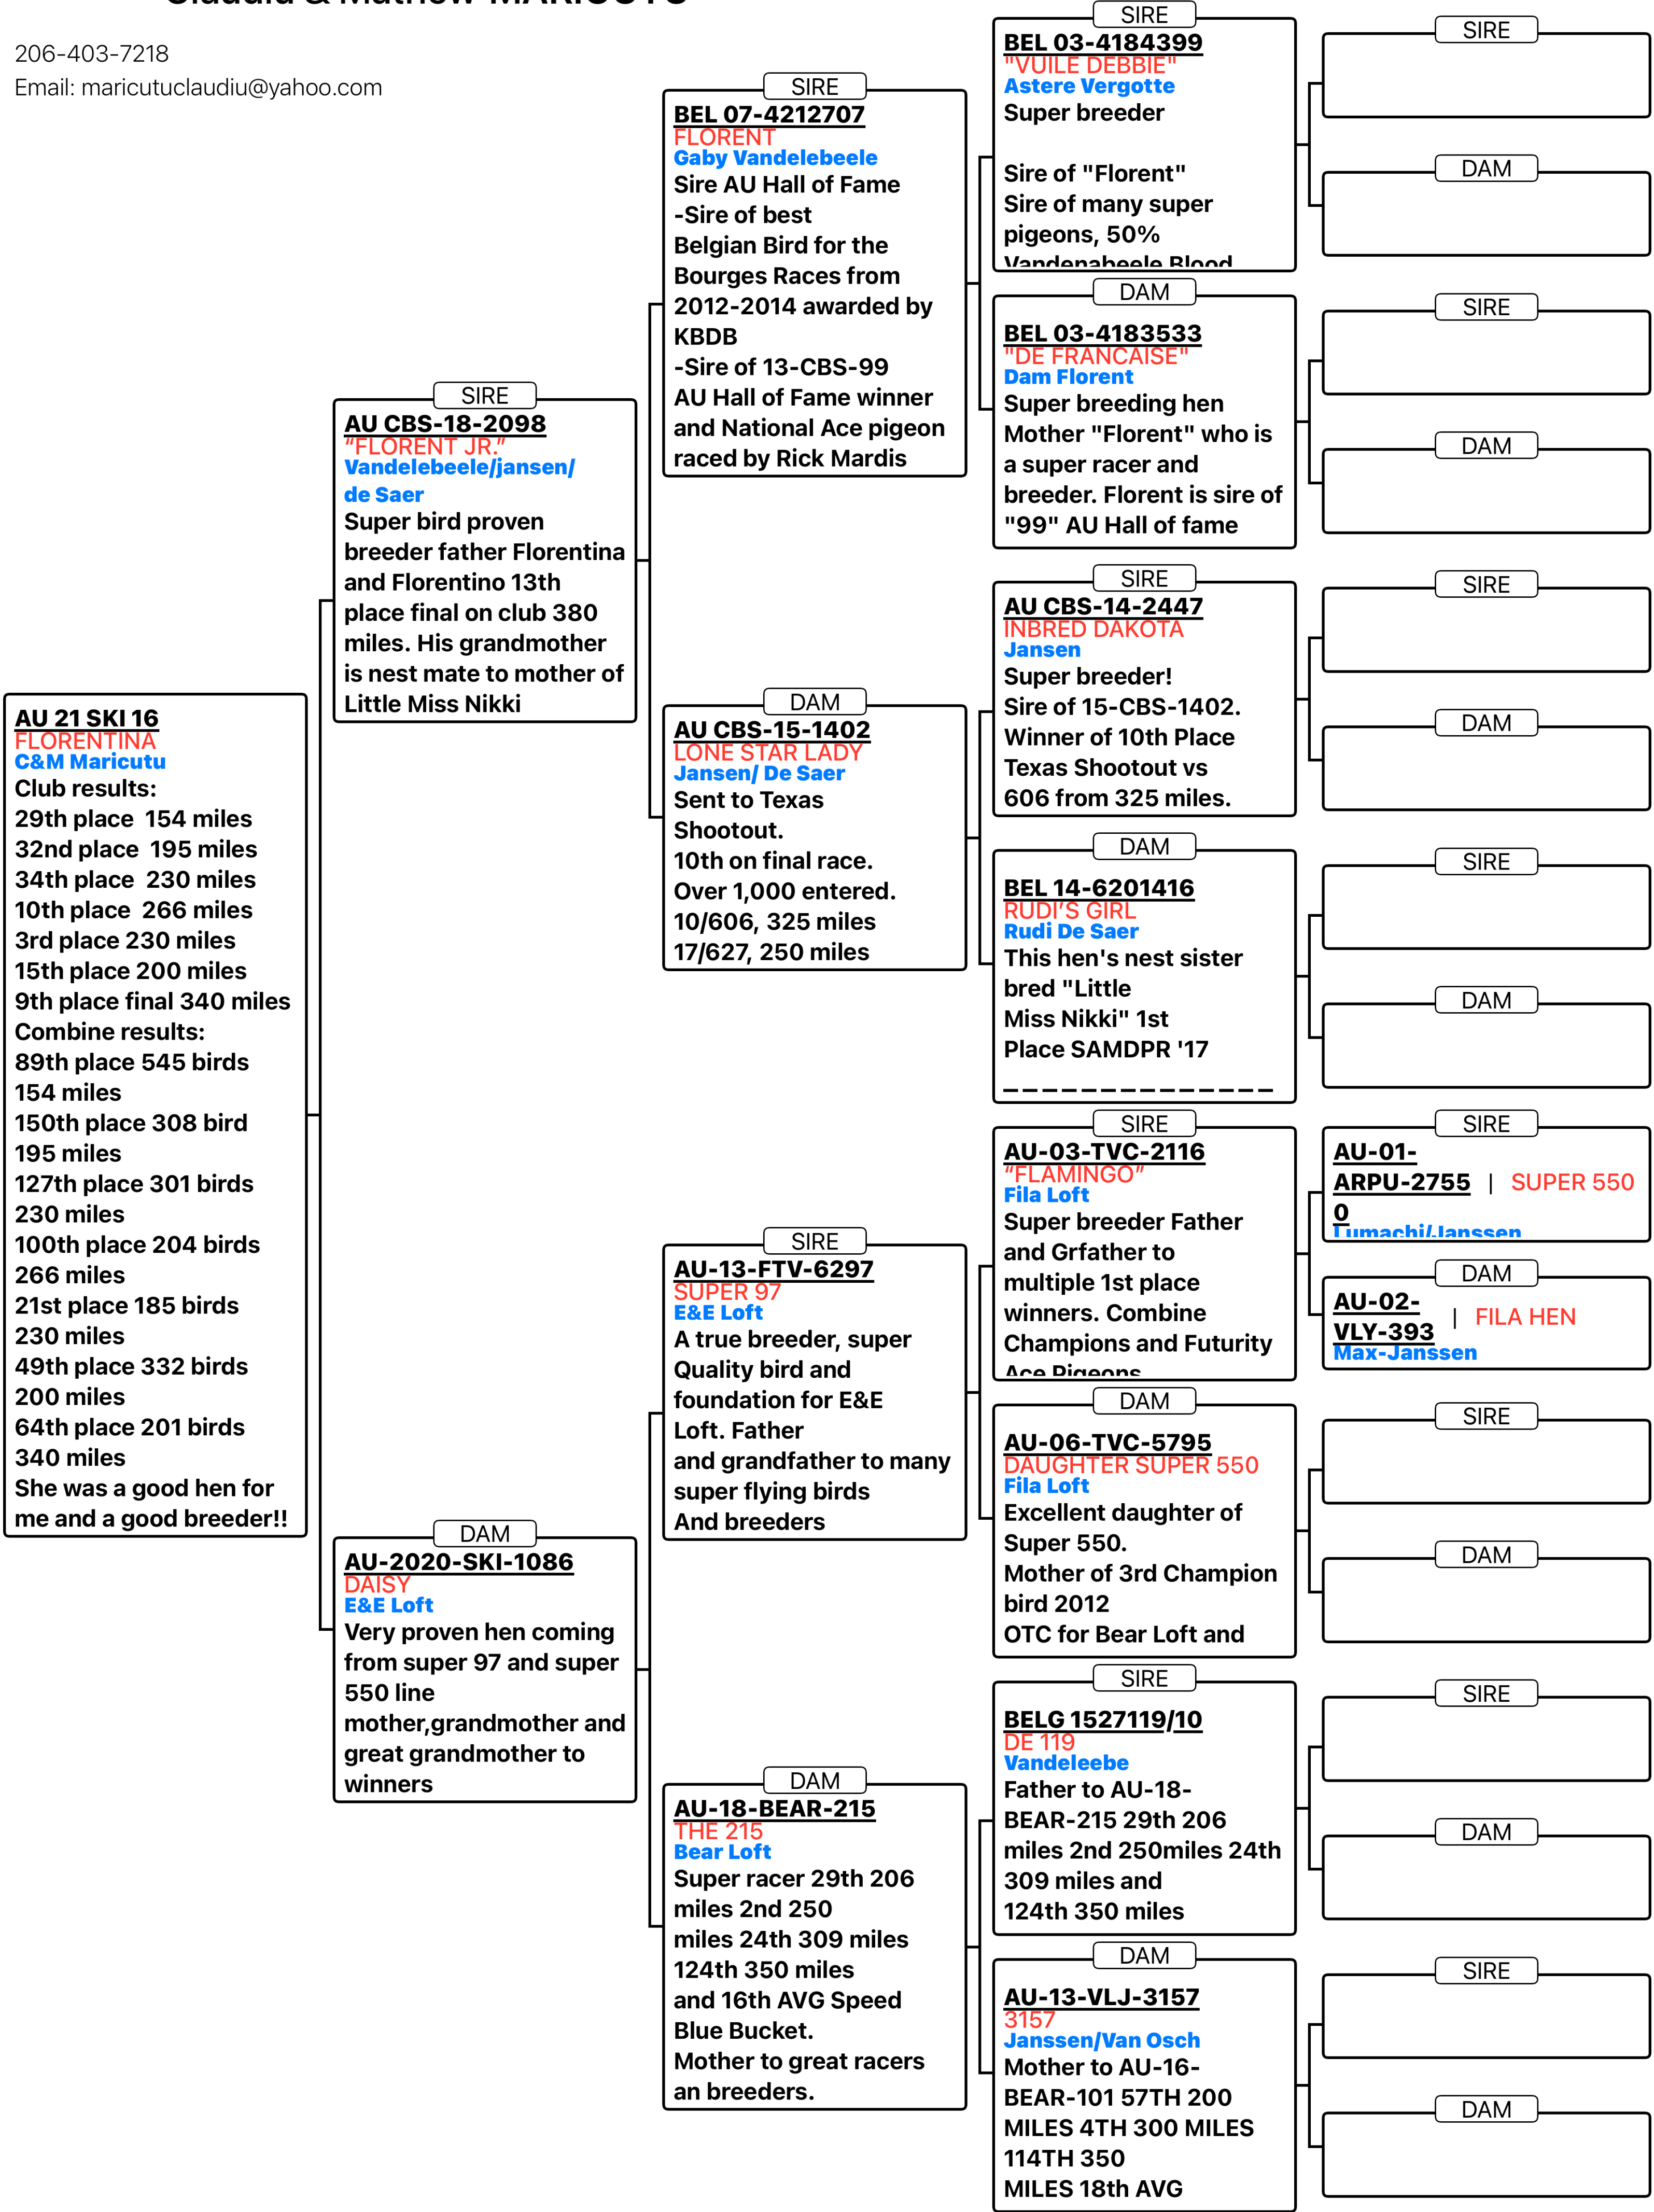 Claudiu & Mathew MARICUTU
206-403-7218
Email: maricutuclaudiu@yahoo.com
AU 21 SKI 16
FLORENTINA
C&M Maricutu
Club results:
29th place 154 miles
32nd place 195 miles
34th place 230 miles
10th place 266 miles
3rd place 230 miles
15th place 200 miles
9th place final 340 miles
Combine results:
89th place 545 birds
154 miles
150th place 308 bird
195 miles
127th place 301 birds
230 miles
100th place 204 birds
266 miles
21st place 185 birds
230 miles
49th place 332 birds
200 miles
64th place 201 birds
340 miles
She was a good hen for
me and a good breeder!!
SIRE
AU CBS-18-2098
“FLORENT JR.”
Vandelebeele/jansen/
de Saer
Super bird proven
breeder father Florentina
and Florentino 13th
place final on club 380
miles. His grandmother
is nest mate to mother of
Little Miss Nikki
DAM
AU-2020-SKI-1086
DAISY
E&E Loft
Very proven hen coming
from super 97 and super
550 line
mother,grandmother and
great grandmother to
winners
SIRE
BEL 07-4212707
FLORENT
Gaby Vandelebeele
Sire AU Hall of Fame
-Sire of best
Belgian Bird for the
Bourges Races from
2012-2014 awarded by
KBDB
-Sire of 13-CBS-99
AU Hall of Fame winner
and National Ace pigeon
raced by Rick Mardis
DAM
AU CBS-15-1402
LONE STAR LADY
Jansen/ De Saer
Sent to Texas
Shootout.
10th on final race.
Over 1,000 entered.
10/606, 325 miles
17/627, 250 miles
SIRE
AU-13-FTV-6297
SUPER 97
E&E Loft
A true breeder, super
Quality bird and
foundation for E&E
Loft. Father
and grandfather to many
super flying birds
And breeders
DAM
AU-18-BEAR-215
THE 215
Bear Loft
Super racer 29th 206
miles 2nd 250
miles 24th 309 miles
124th 350 miles
and 16th AVG Speed
Blue Bucket.
Mother to great racers
an breeders.
SIRE
BEL 03-4184399
"VUILE DEBBIE"
Astere Vergotte
Super breeder
Sire of "Florent"
Sire of many super
pigeons, 50%
Vandenabeele Blood
DAM
BEL 03-4183533
"DE FRANCAISE"
Dam Florent
Super breeding hen
Mother "Florent" who is
a super racer and
breeder. Florent is sire of
"99" AU Hall of fame
SIRE
AU CBS-14-2447
INBRED DAKOTA
Jansen
Super breeder!
Sire of 15-CBS-1402.
Winner of 10th Place
Texas Shootout vs
606 from 325 miles.
DAM
BEL 14-6201416
RUDI’S GIRL
Rudi De Saer
This hen's nest sister
bred "Little
Miss Nikki" 1st
Place SAMDPR '17
_ _ _ _ _ _ _ _ _ _ _ _ _ _
SIRE
AU-03-TVC-2116
“FLAMINGO”
Fila Loft
Super breeder Father
and Grfather to
multiple 1st place
winners. Combine
Champions and Futurity
Ace Pigeons
DAM
AU-06-TVC-5795
DAUGHTER SUPER 550
Fila Loft
Excellent daughter of
Super 550.
Mother of 3rd Champion
bird 2012
OTC for Bear Loft and
SIRE
BELG 1527119/10
DE 119
Vandeleebe
Father to AU-18-
BEAR-215 29th 206
miles 2nd 250miles 24th
309 miles and
124th 350 miles
DAM
AU-13-VLJ-3157
3157
Janssen/Van Osch
Mother to AU-16-
BEAR-101 57TH 200
MILES 4TH 300 MILES
114TH 350
MILES 18th AVG
SIRE
DAM
SIRE
DAM
SIRE
DAM
SIRE
DAM
SIRE
AU-01-
ARPU-2755 | SUPER 550
0
Lumachi/Janssen
DAM
AU-02-
VLY-393 | FILA HEN
Max-Janssen
SIRE
DAM
SIRE
DAM
SIRE
DAM